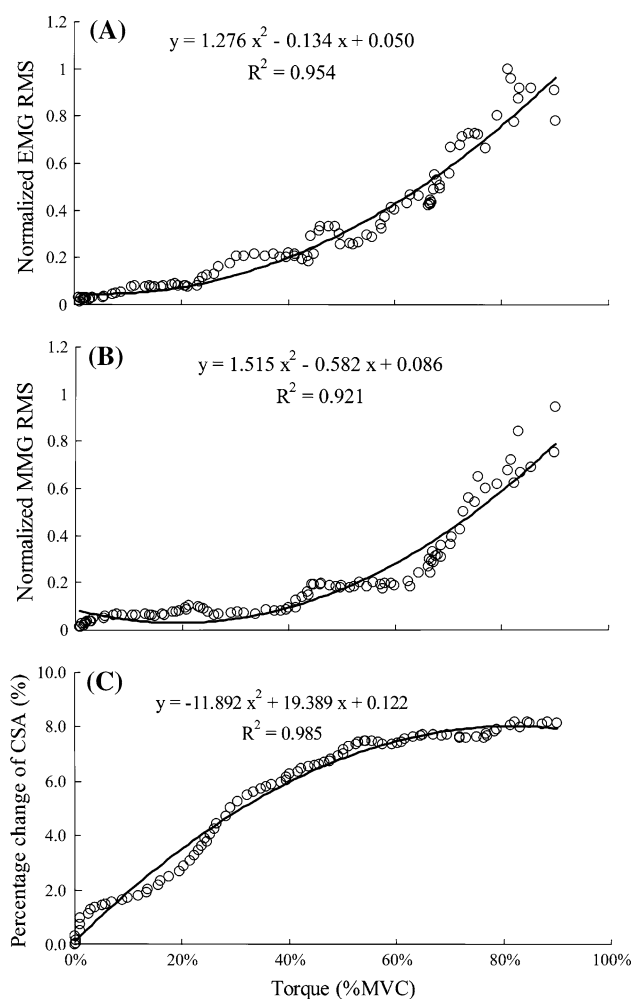 (A)
y = 1.276 x² - 0.134 x + 0.050
R² = 0.954
Normalized EMG RMS
1.2
1
0.8
0.6
0.4
0.2
0
(B)
y = 1.515 x² - 0.582 x + 0.086
R² = 0.921
Normalized MMG RMS
1.2
1
0.8
0.6
0.4
0.2
0
(C)
y = -11.892 x² + 19.389 x + 0.122
R² = 0.985
Percentage change of CSA (%)
10.0
8.0
6.0
4.0
2.0
0.0
0% 20% 40% 60% 80% 100%
Torque (%MVC)